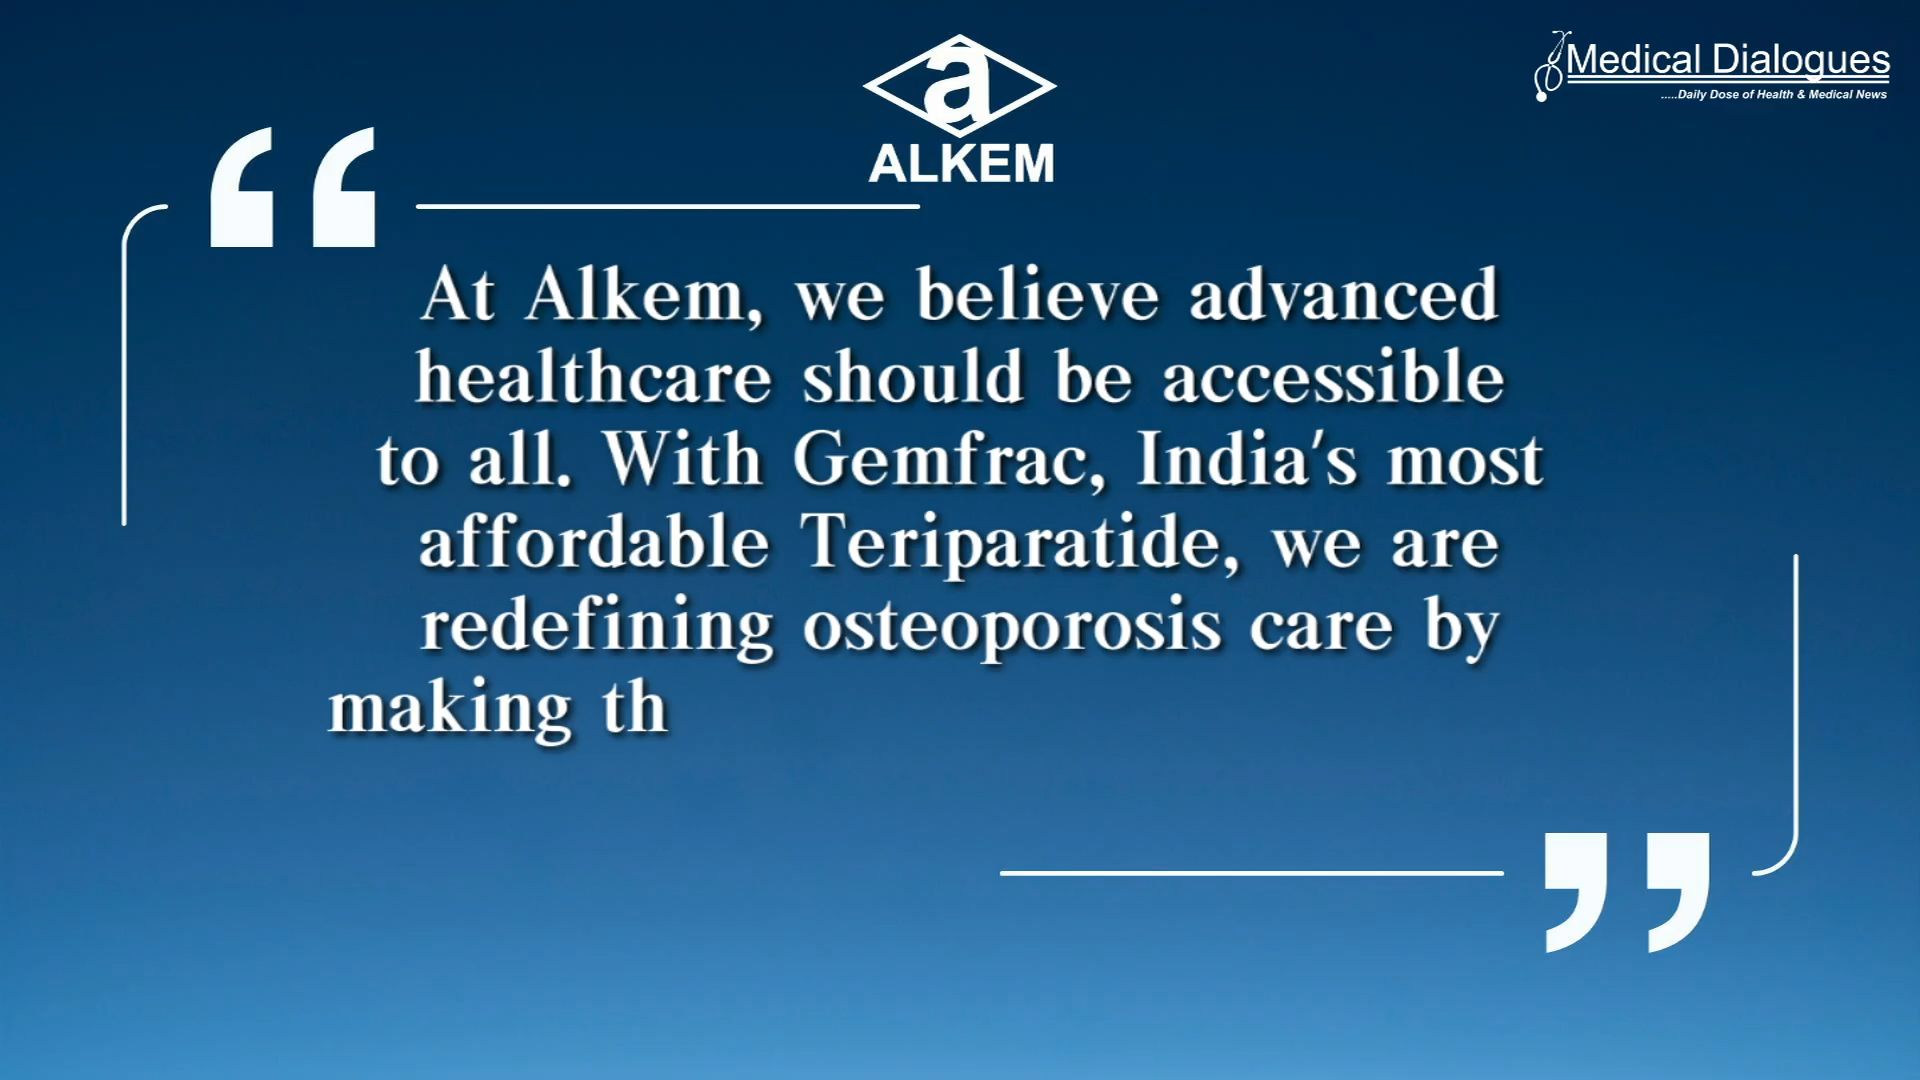 a
ALKEM
Medical Dialogues
.....Daily Dose of Health & Medical News
“
At Alkem, we believe advanced
healthcare should be accessible
to all. With Gemfrac, India's most
affordable Teriparatide, we are
redefining osteoporosis care by
making th
”